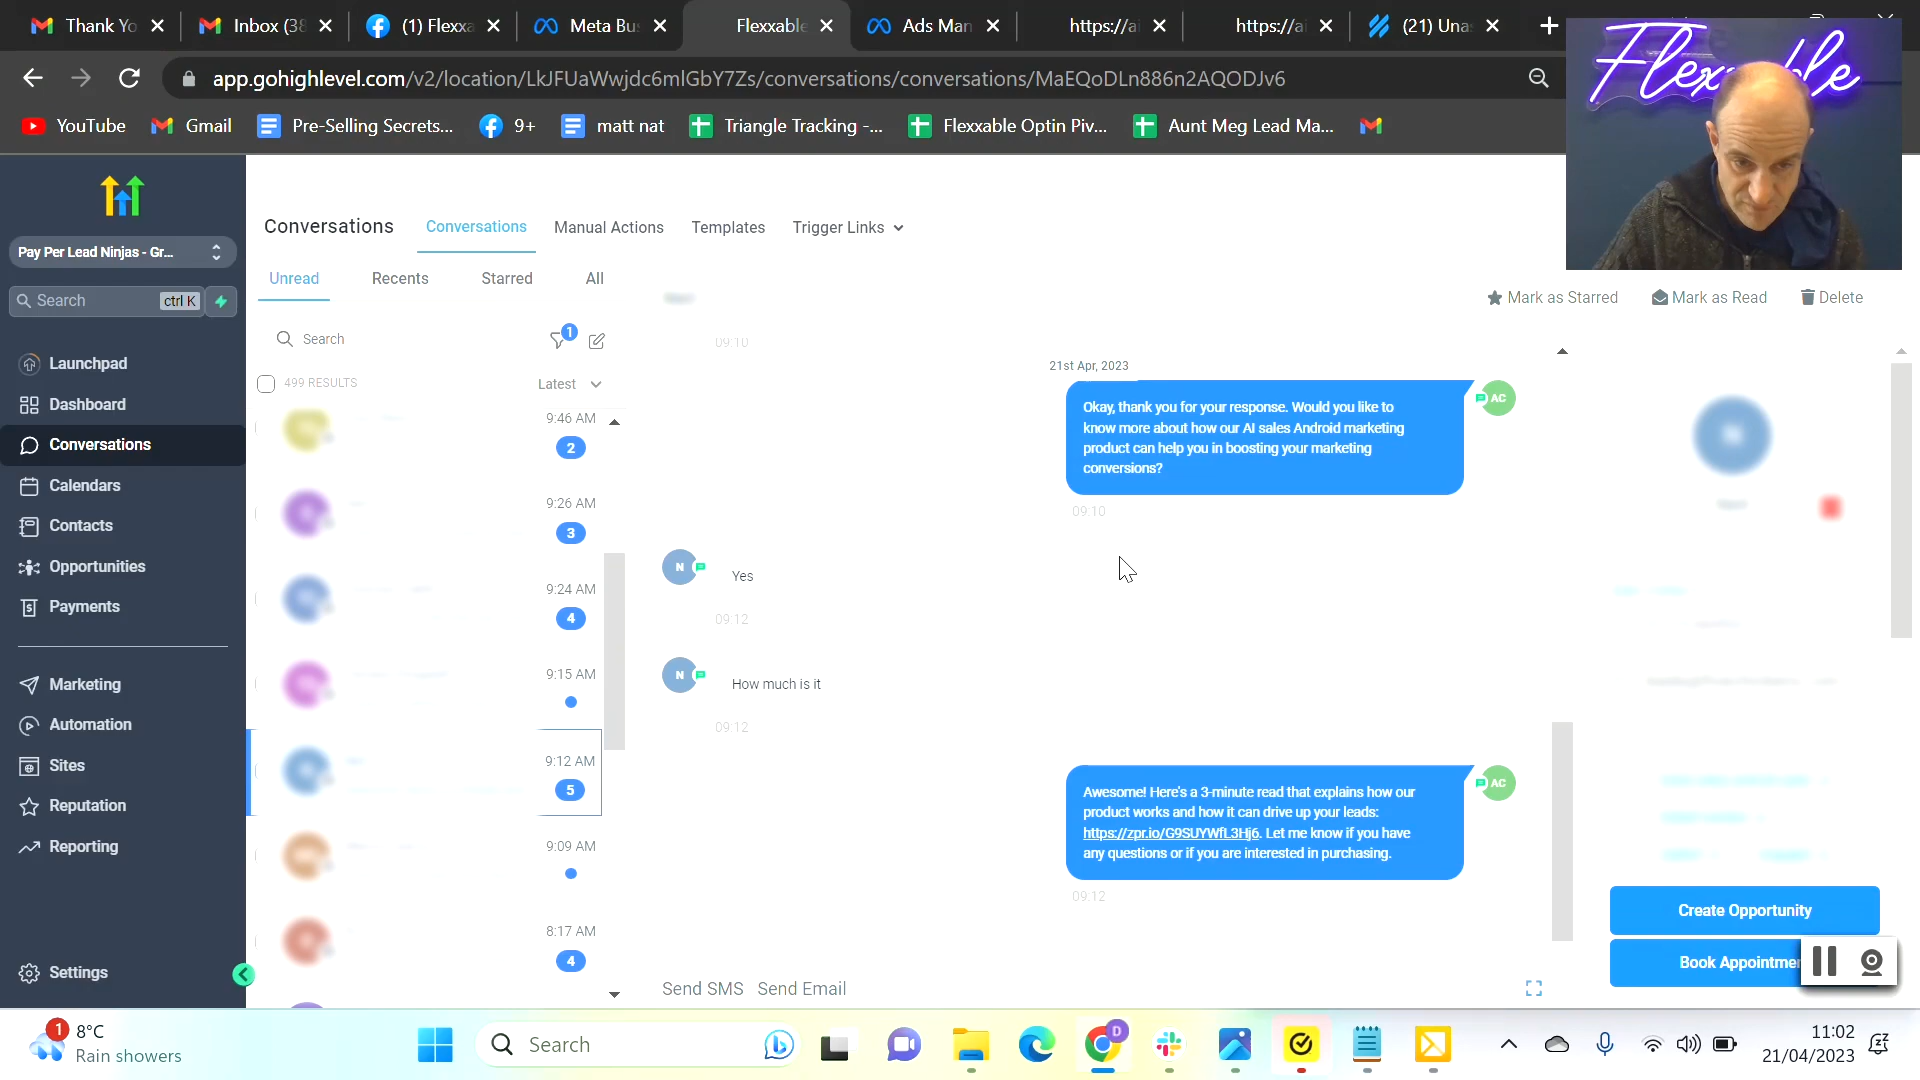 Thank Yo
Inbox (38
(1) Flexxa
Meta Bu
Flexxable
Ads Man
https://ai
https://ai
(21) Una
app.gohighlevel.com/v2/location/LkJFUaWwjdc6mlGbY7Zs/conversations/conversations/MaEQoDLn886n2AQODJv6
YouTube
Gmail
Pre-Selling Secrets...
9+
matt nat
Triangle Tracking -...
Flexxable Optin Piv...
Aunt Meg Lead Ma...
Flexxable
Pay Per Lead Ninjas - Gr...
Search
ctrl K
Launchpad
Dashboard
Conversations
Calendars
Contacts
Opportunities
Payments
Marketing
Automation
Sites
Reputation
Reporting
Settings
Conversations
Conversations
Manual Actions
Templates
Trigger Links
Unread
Recents
Starred
All
Search
1
499 RESULTS
Latest
9:46 AM
2
9:26 AM
3
9:24 AM
4
9:15 AM
9:12 AM
5
9:09 AM
8:17 AM
4
Mark as Starred
Mark as Read
Delete
09:10
21st Apr, 2023
Okay, thank you for your response. Would you like to
know more about how our AI sales Android marketing
product can help you in boosting your marketing
conversions?
AC
09:10
N
Yes
09:12
N
How much is it
09:12
Awesome! Here's a 3-minute read that explains how our
product works and how it can drive up your leads:
https://zpr.io/G9SUYWfL3Hj6. Let me know if you have
any questions or if you are interested in purchasing.
AC
09:12
Send SMS
Send Email
Create Opportunity
Book Appointmen
1
8°C
Rain showers
Search
D
11:02
21/04/2023